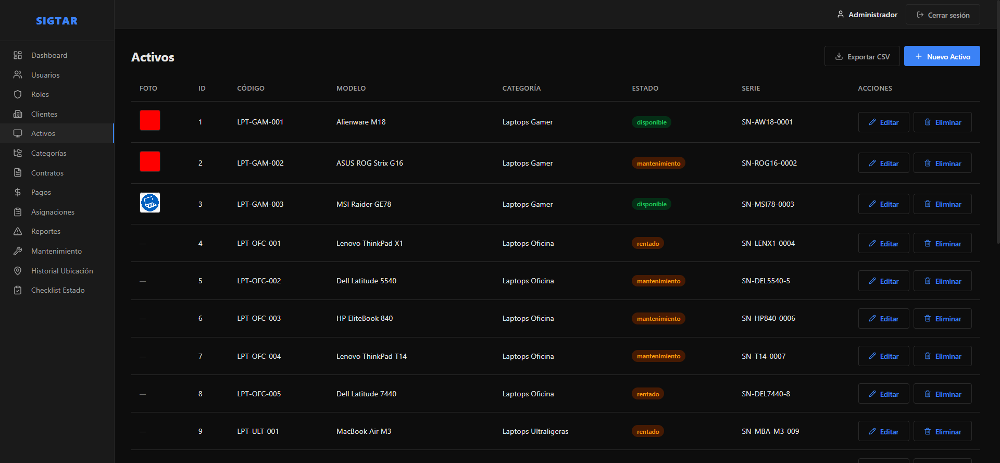 SIGTAR
Administrador
Cerrar sesión
Dashboard
Usuarios
Roles
Clientes
Activos
Categorías
Contratos
Pagos
Asignaciones
Reportes
Mantenimiento
Historial Ubicación
Checklist Estado
Activos
Exportar CSV
+ Nuevo Activo
FOTO ID CÓDIGO MODELO CATEGORÍA ESTADO SERIE ACCIONES
1 LPT-GAM-001 Alienware M18 Laptops Gamer disponible SN-AW18-0001 Editar Eliminar
2 LPT-GAM-002 ASUS ROG Strix G16 Laptops Gamer mantenimiento SN-ROG16-0002 Editar Eliminar
3 LPT-GAM-003 MSI Raider GE78 Laptops Gamer disponible SN-MSI78-0003 Editar Eliminar
— 4 LPT-OFC-001 Lenovo ThinkPad X1 Laptops Oficina rentado SN-LENX1-0004 Editar Eliminar
— 5 LPT-OFC-002 Dell Latitude 5540 Laptops Oficina mantenimiento SN-DEL5540-5 Editar Eliminar
— 6 LPT-OFC-003 HP EliteBook 840 Laptops Oficina mantenimiento SN-HP840-0006 Editar Eliminar
— 7 LPT-OFC-004 Lenovo ThinkPad T14 Laptops Oficina mantenimiento SN-T14-0007 Editar Eliminar
— 8 LPT-OFC-005 Dell Latitude 7440 Laptops Oficina rentado SN-DEL7440-8 Editar Eliminar
— 9 LPT-ULT-001 MacBook Air M3 Laptops Ultraligeras rentado SN-MBA-M3-009 Editar Eliminar